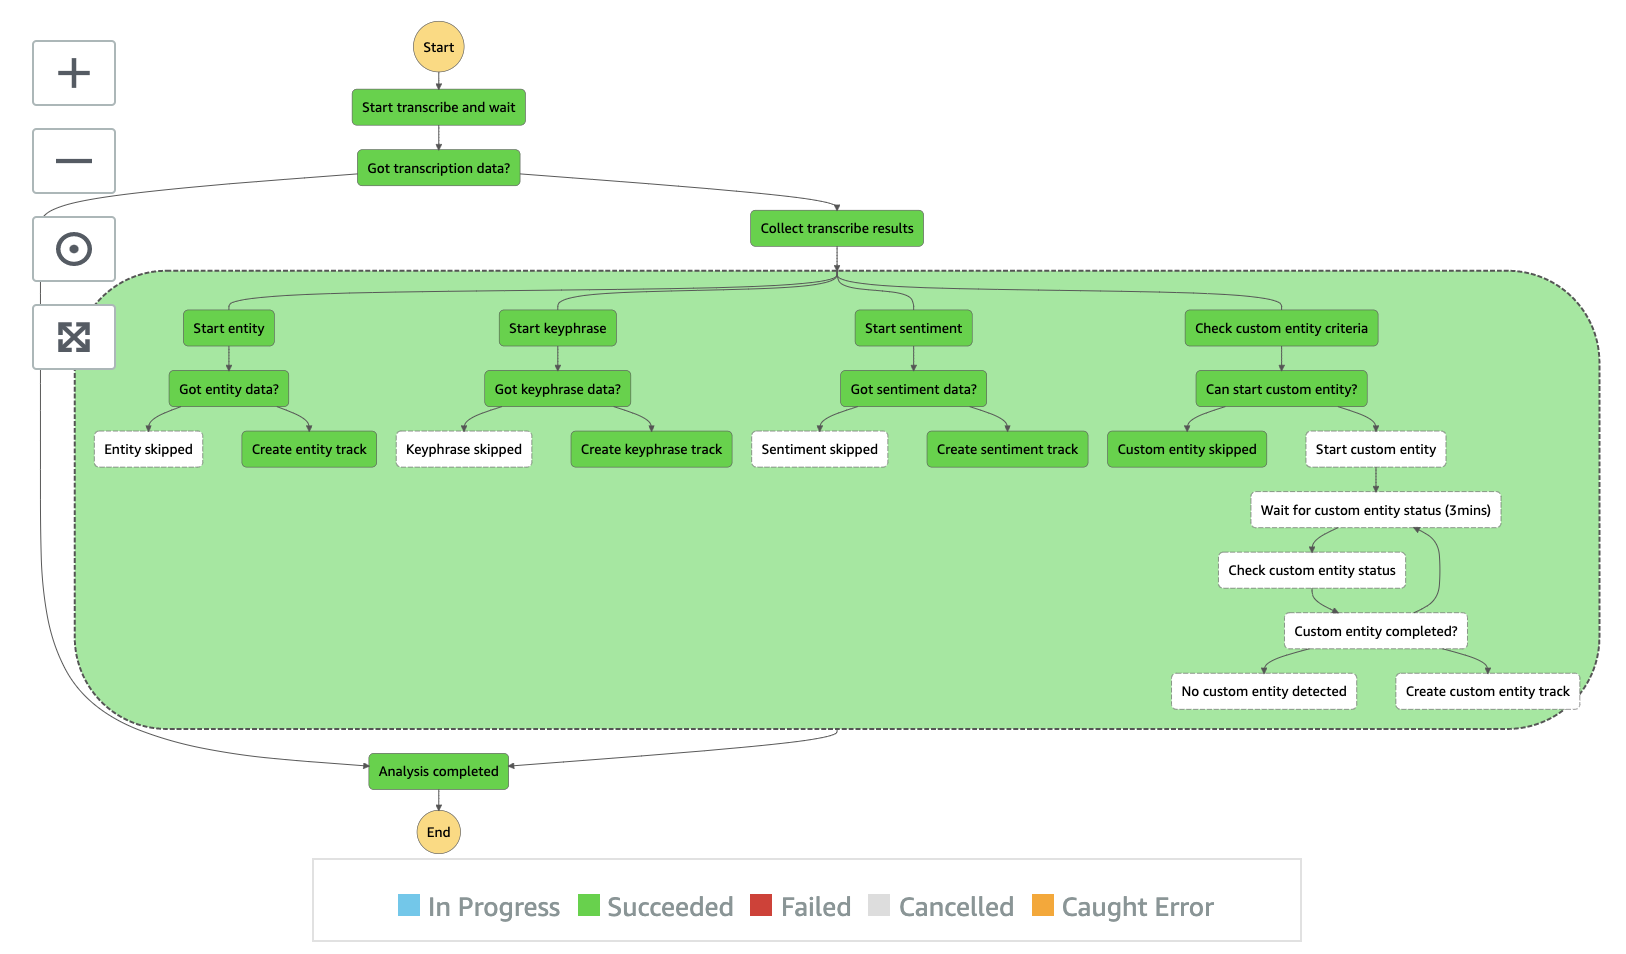 Start
Start transcribe and wait
Got transcription data?
Collect transcribe results
Start entity
Start keyphrase
Start sentiment
Check custom entity criteria
Got entity data?
Got keyphrase data?
Got sentiment data?
Can start custom entity?
Entity skipped
Create entity track
Keyphrase skipped
Create keyphrase track
Sentiment skipped
Create sentiment track
Custom entity skipped
Start custom entity
Wait for custom entity status (3mins)
Check custom entity status
Custom entity completed?
No custom entity detected
Create custom entity track
Analysis completed
End
In Progress
Succeeded
Failed
Cancelled
Caught Error